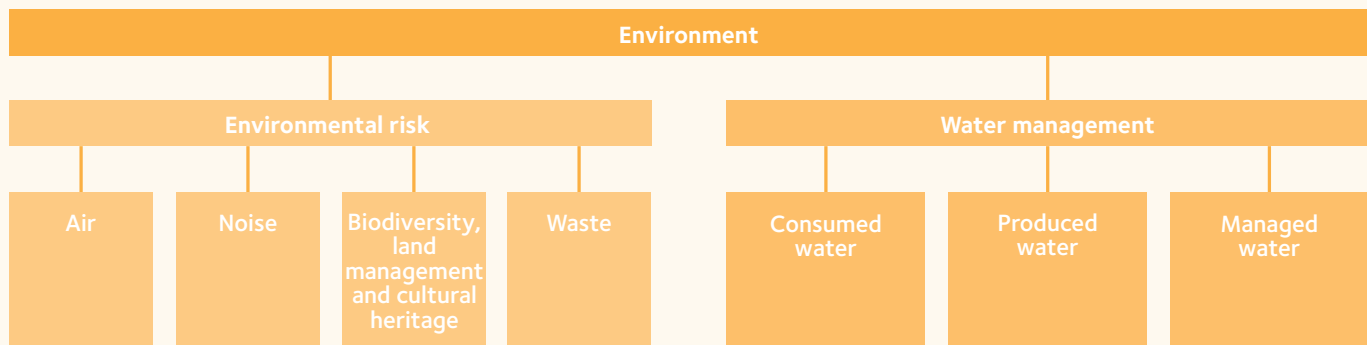 Environment
Environmental risk
Water management
Air
Noise
Biodiversity,
land
management
and cultural
heritage
Waste
Consumed
water
Produced
water
Managed
water